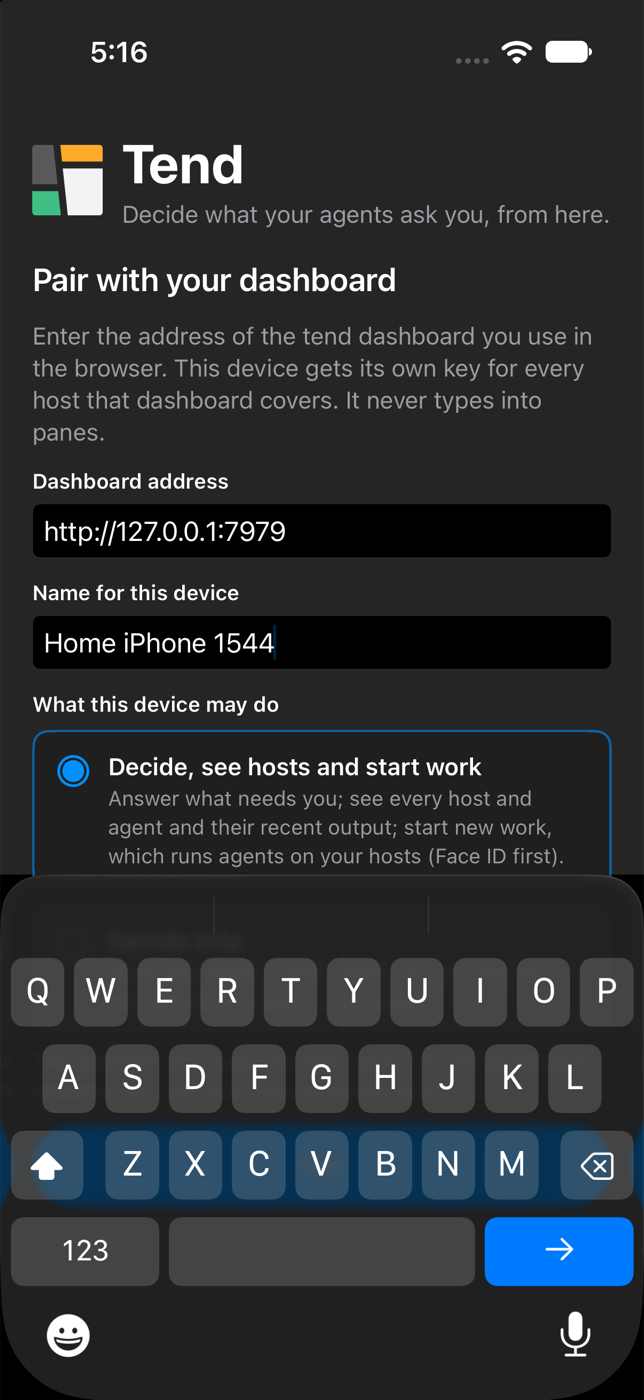 5:16
Tend
Decide what your agents ask you, from here.
Pair with your dashboard
Enter the address of the tend dashboard you use in
the browser. This device gets its own key for every
host that dashboard covers. It never types into
panes.
Dashboard address
http://127.0.0.1:7979
Name for this device
Home iPhone 1544
What this device may do
Decide, see hosts and start work
Answer what needs you; see every host and
agent and their recent output; start new work,
which runs agents on your hosts (Face ID first).
Q W E R T Y U I O P
A S D F G H J K L
Z X C V B N M
123